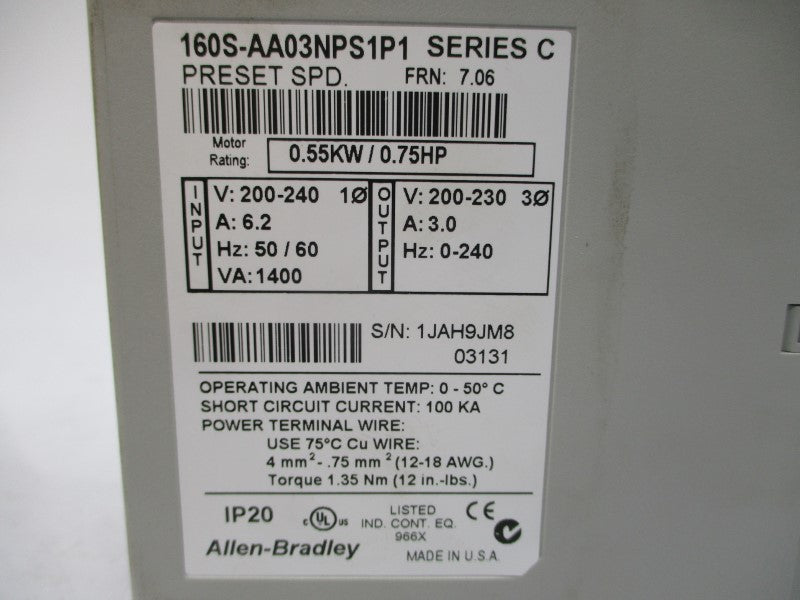 160S-AA03NPS1P1 SERIES C
PRESET SPD. FRN: 7.06
Motor Rating: 0.55KW / 0.75HP
INPUT
V: 200-240 1Ø
A: 6.2
Hz: 50 / 60
VA: 1400
OUTPUT
V: 200-230 3Ø
A: 3.0
Hz: 0-240
S/N: 1JAH9JM8
03131
OPERATING AMBIENT TEMP: 0 - 50° C
SHORT CIRCUIT CURRENT: 100 KA
POWER TERMINAL WIRE:
USE 75°C Cu WIRE:
4 mm² - .75 mm² (12-18 AWG.)
Torque 1.35 Nm (12 in.-lbs.)
IP20
C UL US
LISTED
IND. CONT. EQ.
966X
CE
Allen-Bradley
MADE IN U.S.A.